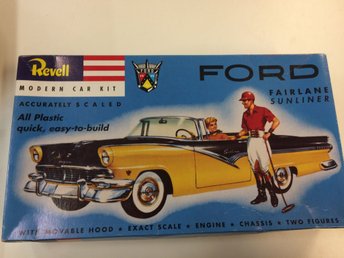 Revell
MODERN CAR KIT
ACCURATELY SCALED
All Plastic
quick, easy-to-build
FORD
FORD
FAIRLANE
SUNLINER
WITH MOVABLE HOOD ★ EXACT SCALE ★ ENGINE ★ CHASSIS ★ TWO FIGURES